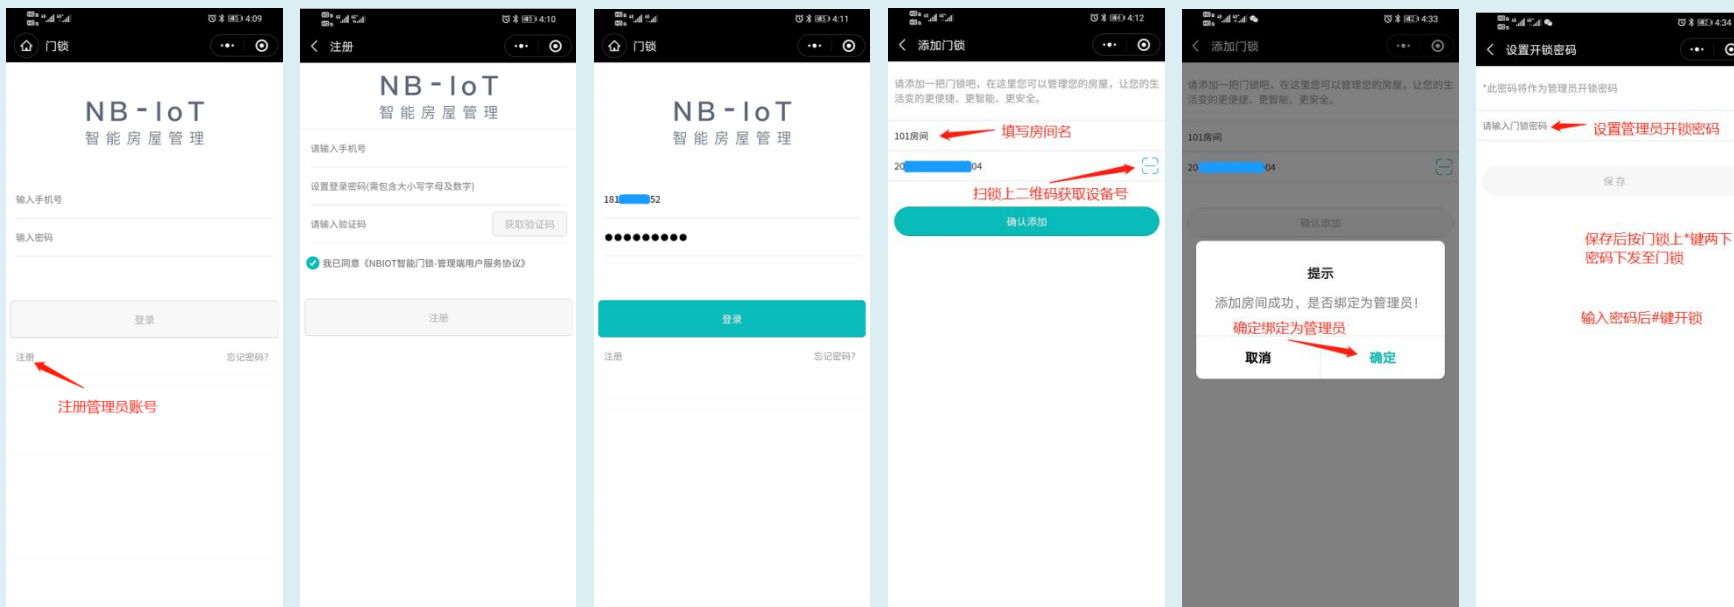 4:09
门锁
NB-IoT
智能房屋管理
输入手机号
输入密码
登录
注册
忘记密码?
注册管理员账号
4:10
注册
NB-IoT
智能房屋管理
请输入手机号
设置登录密码(需包含大小写字母及数字)
请输入验证码
获取验证码
我已同意《NBIOT智能门锁-管理端用户服务协议》
注册
4:11
门锁
NB-IoT
智能房屋管理
181
52
登录
注册
忘记密码?
4:12
添加门锁
请添加一把门锁吧，在这里您可以管理您的房屋，让您的生
活变的更便捷、更智能、更安全。
101房间
填写房间名
20
04
扫锁上二维码获取设备号
确认添加
4:33
添加门锁
请添加一把门锁吧，在这里您可以管理您的房屋，让您的生
活变的更便捷、更智能、更安全。
101房间
20
04
确认添加
提示
添加房间成功，是否绑定为管理员!
确定绑定为管理员
取消
确定
4:34
设置开锁密码
*此密码将作为管理员开锁密码
请输入门锁密码
设置管理员开锁密码
保存
保存后按门锁上*键两下
密码下发至门锁
输入密码后#键开锁